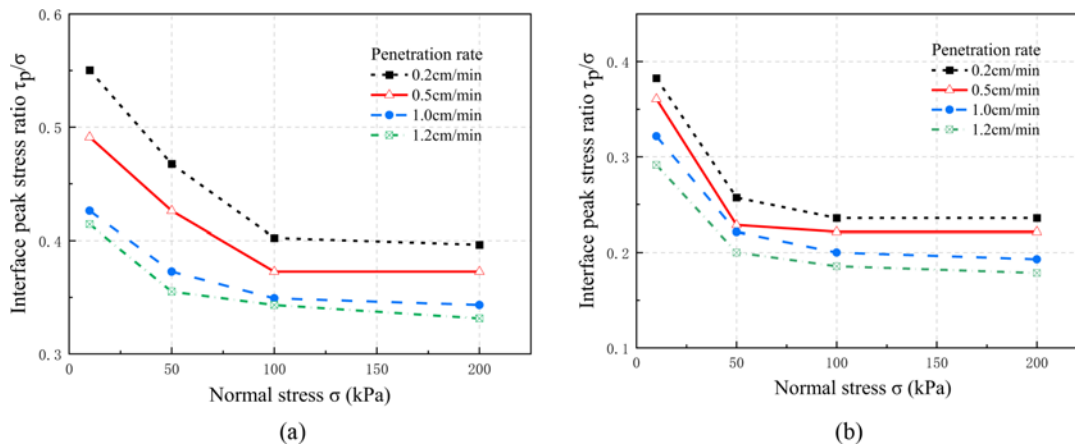 (a)
0.6
0.5
0.4
0.3
Interface peak stress ratio τp/σ
Penetration rate
0.2cm/min
0.5cm/min
1.0cm/min
1.2cm/min
0 50 100 150 200
Normal stress σ (kPa)
(a)
(b)
0.4
0.3
0.2
0.1
Interface peak stress ratio τp/σ
Penetration rate
0.2cm/min
0.5cm/min
1.0cm/min
1.2cm/min
0 50 100 150 200
Normal stress σ (kPa)
(b)